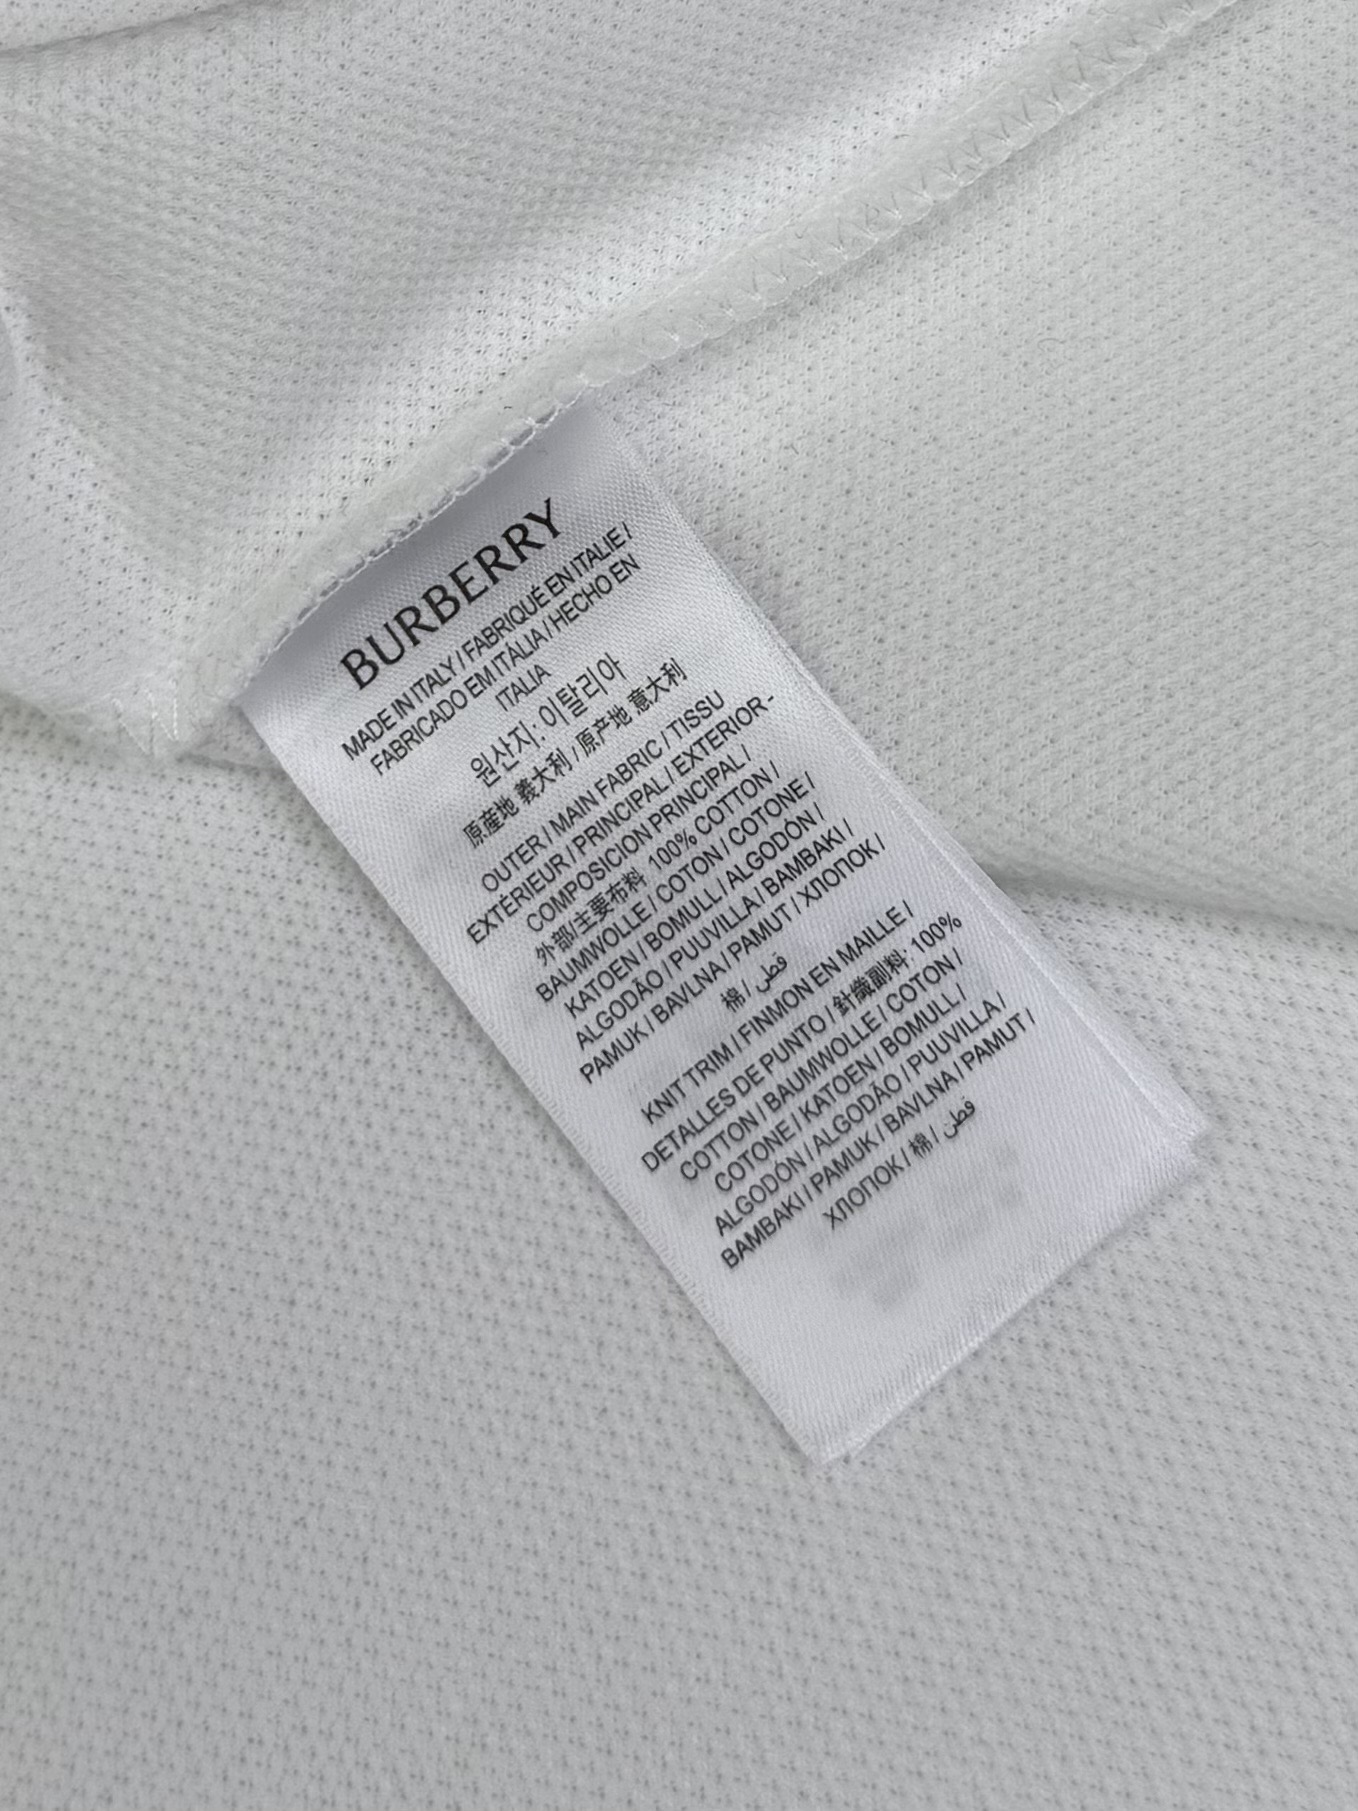 BURBERRY
MADE IN ITALY / FABRIQUÉ EN ITALIE /
FABRICADO EM ITÁLIA / HECHO EN
ITALIA
원산지: 이탈리아
原産地 義大利 / 原产地 意大利
OUTER / MAIN FABRIC / TISSU
EXTÉRIEUR / PRINCIPAL / EXTERIOR -
COMPOSICION PRINCIPAL /
外部/主要布料 100% COTTON /
BAUMWOLLE / COTON / COTONE /
KATOEN / BOMULL / ALGODÓN /
ALGODÃO / PUUVILLA / BAMBAKI /
PAMUK / BAVLNA / PAMUT / ХЛОПОК /
棉 / قطن
KNIT TRIM / FINMON EN MAILLE /
DETALLES DE PUNTO / 針織副料: 100%
COTTON / BAUMWOLLE / COTON /
COTONE / KATOEN / BOMULL /
ALGODÓN / ALGODÃO / PUUVILLA /
BAMBAKI / PAMUK / BAVLNA / PAMUT /
ХЛОПОК / 棉 / قطن